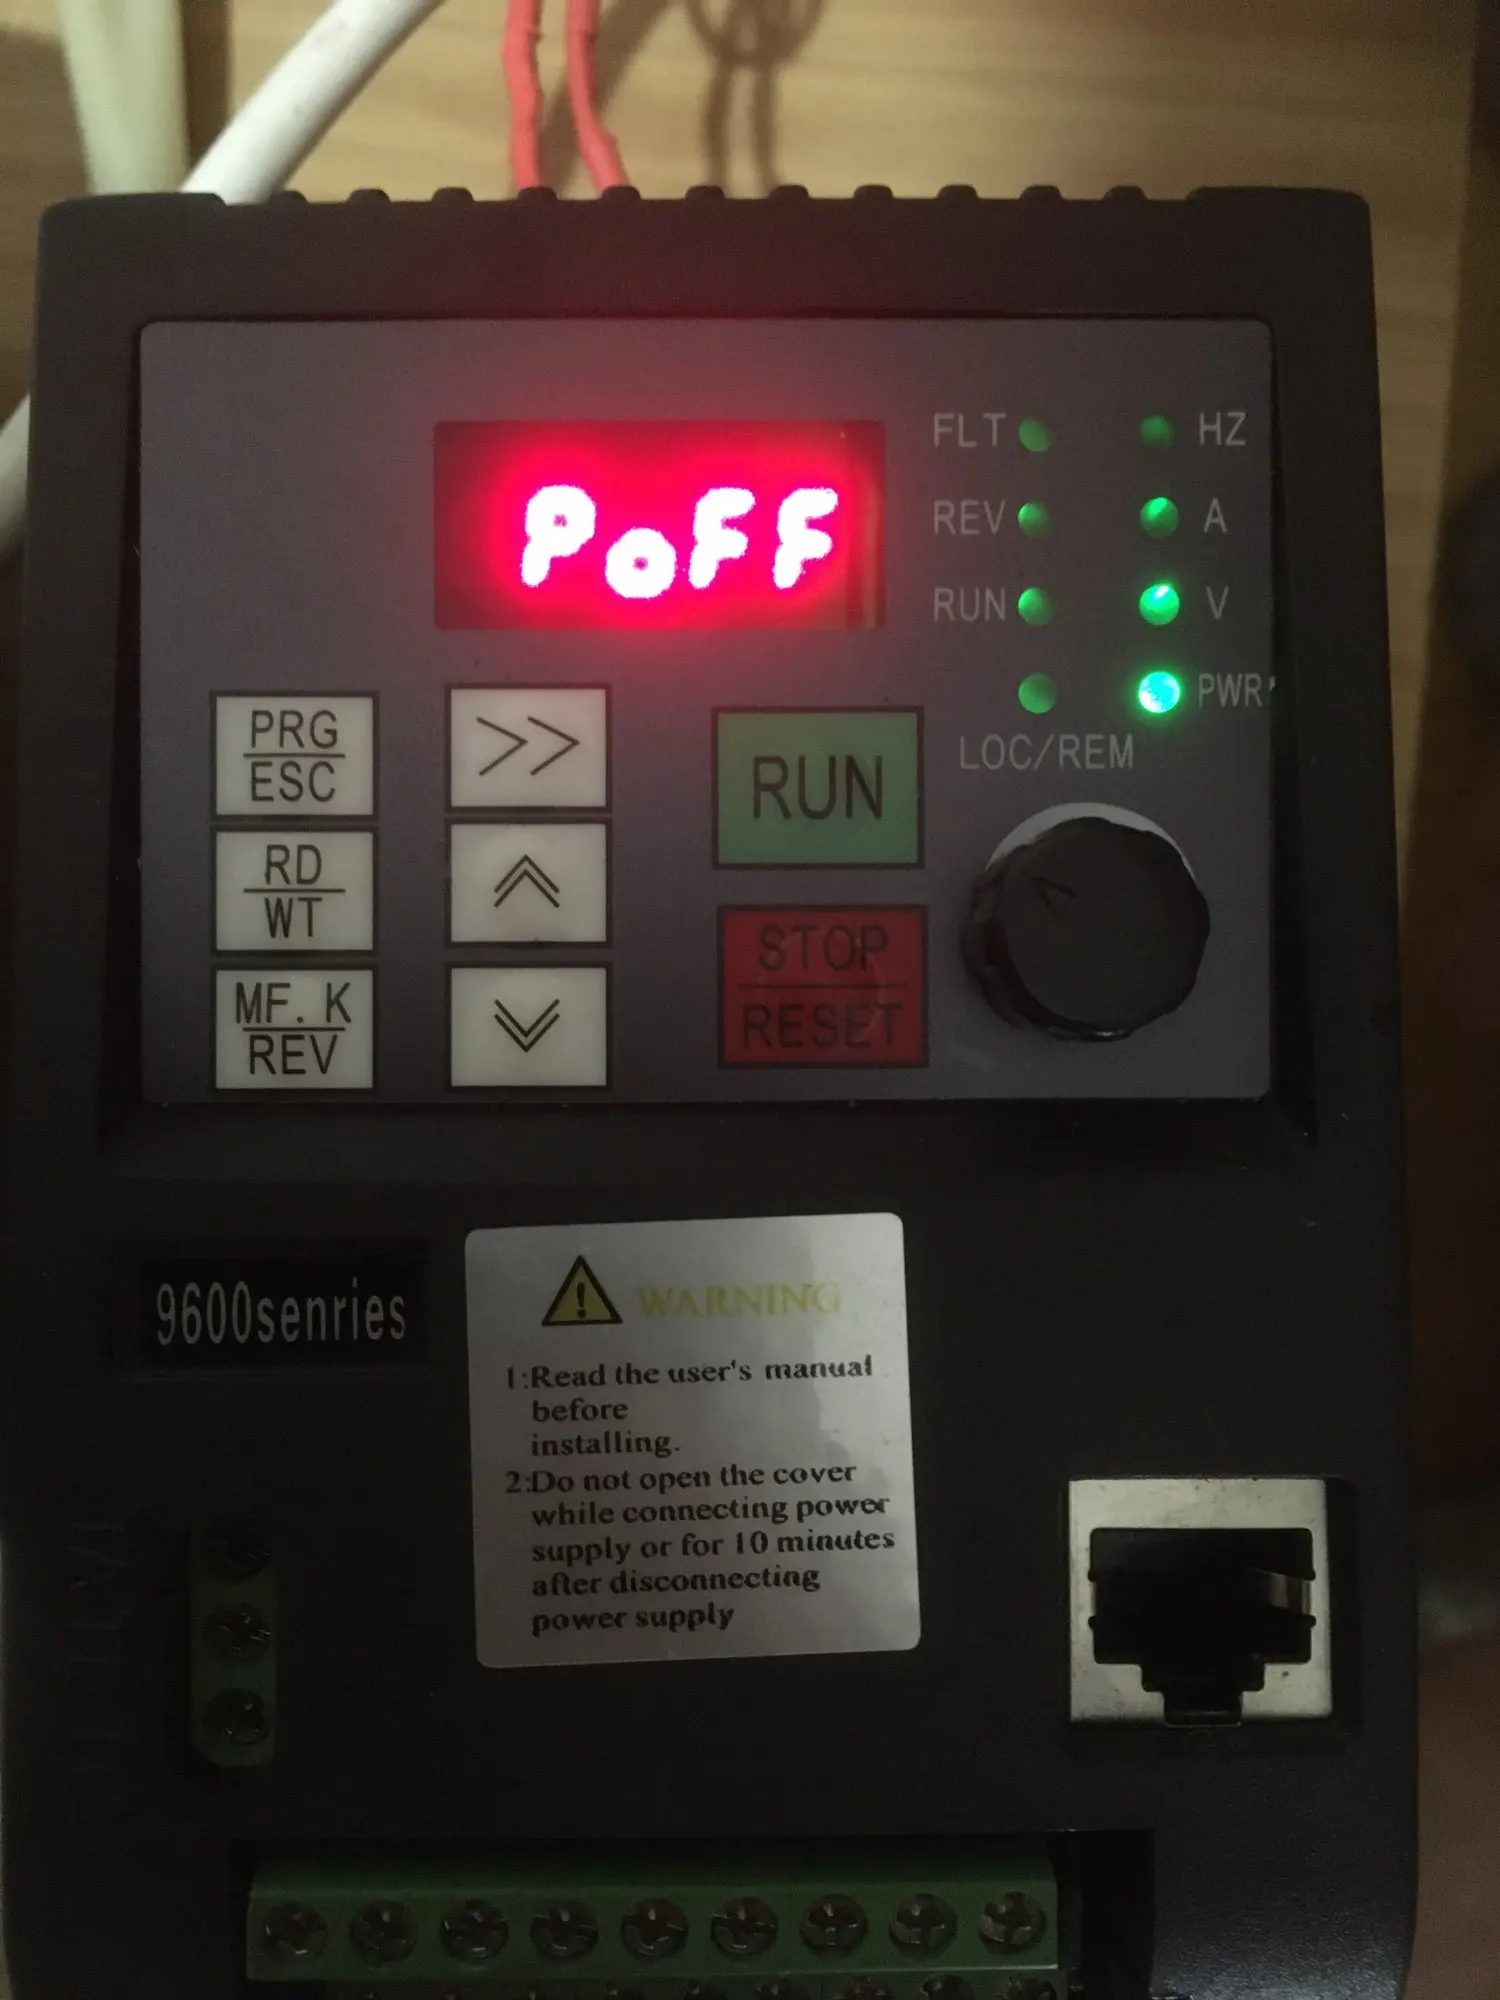 PoFF
FLT HZ
REV A
RUN V
PWR
LOC/REM
PRG
ESC
>>
RUN
RD
WT
STOP
RESET
MF. K
REV
9600senries
WARNING
1:Read the user's manual
before
installing.
2:Do not open the cover
while connecting power
supply or for 10 minutes
after disconnecting
power supply